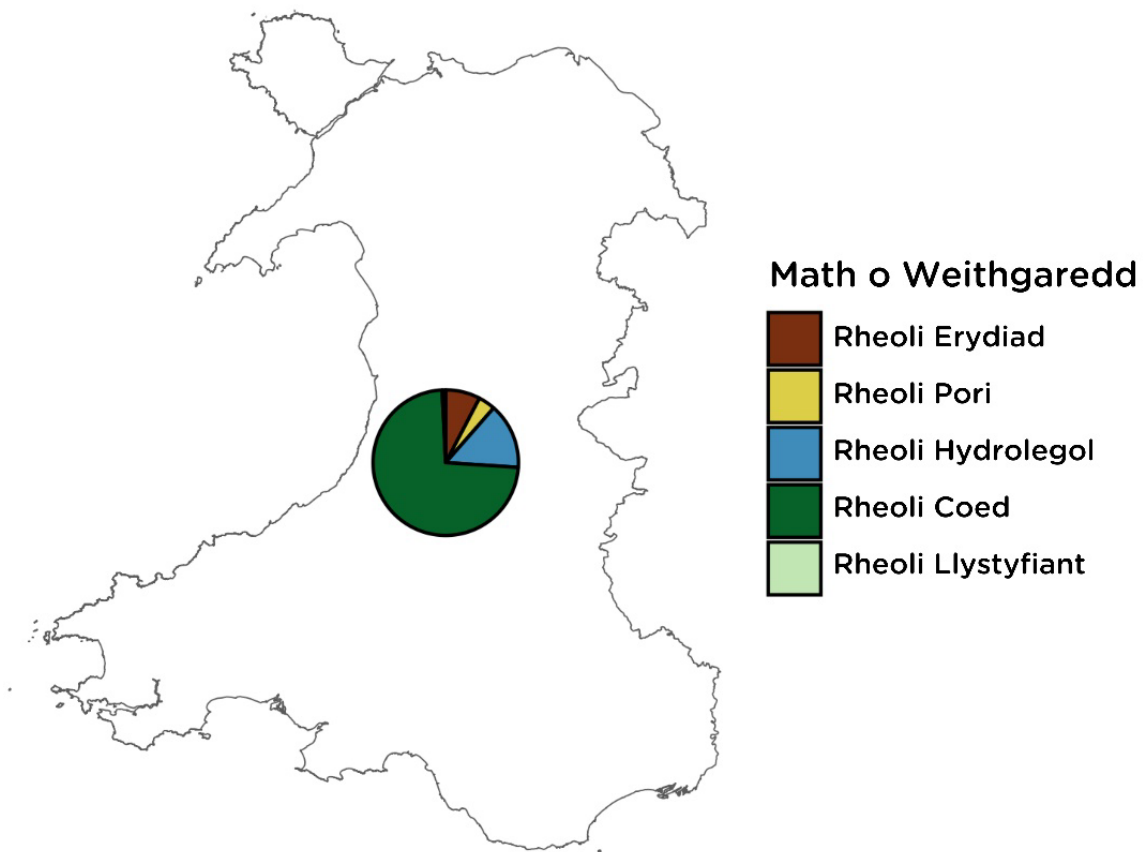 Math o Weithgaredd
Rheoli Erydiad
Rheoli Pori
Rheoli Hydrolegol
Rheoli Coed
Rheoli Llystyfiant